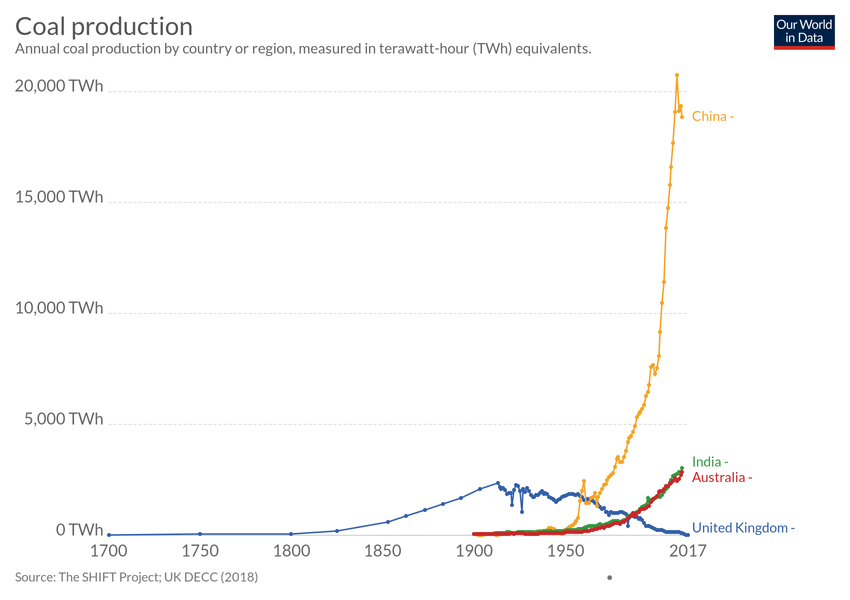 Coal production
Annual coal production by country or region, measured in terawatt-hour (TWh) equivalents.
Our World
in Data
20,000 TWh
15,000 TWh
10,000 TWh
5,000 TWh
0 TWh
China -
India -
Australia -
United Kingdom -
1700 1750 1800 1850 1900 1950 2017
Source: The SHIFT Project; UK DECC (2018)